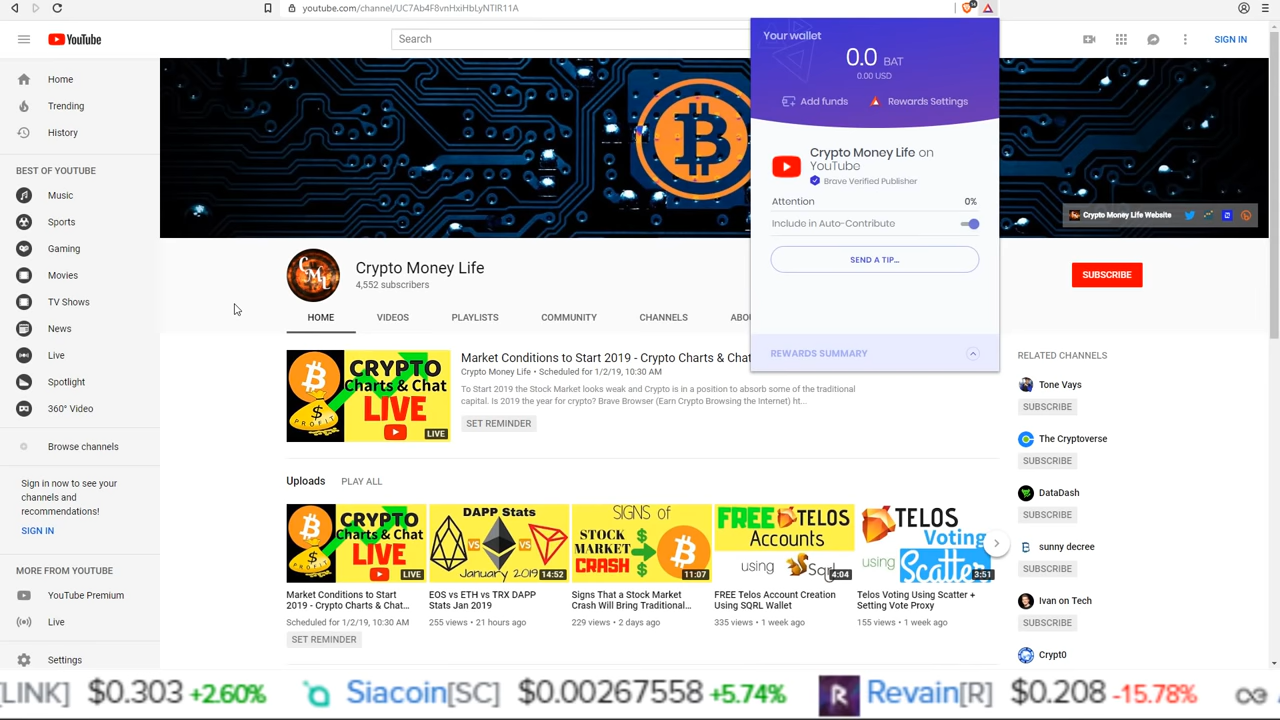 youtube.com/channel/UC7Ab4F8vnHxiHbLyNTIR11A
YouTube
Search
SIGN IN
Your wallet
0.0 BAT
0.00 USD
Add funds
Rewards Settings
Crypto Money Life on
YouTube
Brave Verified Publisher
Attention 0%
Include in Auto-Contribute
SEND A TIP...
REWARDS SUMMARY
Home
Trending
History
BEST OF YOUTUBE
Music
Sports
Gaming
Movies
TV Shows
News
Live
Spotlight
360° Video
Browse channels
Sign in now to see your
channels and
recommendations!
SIGN IN
MORE FROM YOUTUBE
YouTube Premium
Live
Settings
Crypto Money Life Website
CML
Crypto Money Life
4,552 subscribers
SUBSCRIBE
HOME
VIDEOS
PLAYLISTS
COMMUNITY
CHANNELS
ABOU
CRYPTO
Charts & Chat
LIVE
PROFIT
LIVE
Market Conditions to Start 2019 - Crypto Charts & Chat
Crypto Money Life • Scheduled for 1/2/19, 10:30 AM
To Start 2019 the Stock Market looks weak and Crypto is in a position to absorb some of the traditional
capital. Is 2019 the year for crypto? Brave Browser (Earn Crypto Browsing the Internet) ht...
SET REMINDER
Uploads
PLAY ALL
CRYPTO
Charts & Chat
LIVE
PROFIT
LIVE
Market Conditions to Start
2019 - Crypto Charts & Chat...
Scheduled for 1/2/19, 10:30 AM
SET REMINDER
DAPP Stats
VS
VS
January 2019
14:52
EOS vs ETH vs TRX DAPP
Stats Jan 2019
255 views • 21 hours ago
SIGNS of
STOCK
MARKET
CRASH
11:07
Signs That a Stock Market
Crash Will Bring Traditional...
229 views • 2 days ago
FREE TELOS
Accounts
using Sqrl
4:04
FREE Telos Account Creation
Using SQRL Wallet
335 views • 1 week ago
TELOS
Voting
using Scatter
3:51
Telos Voting Using Scatter +
Setting Vote Proxy
155 views • 1 week ago
RELATED CHANNELS
Tone Vays
SUBSCRIBE
The Cryptoverse
SUBSCRIBE
DataDash
SUBSCRIBE
sunny decree
SUBSCRIBE
Ivan on Tech
SUBSCRIBE
Crypt0
[LINK] $0.303 +2.60% Siacoin[SC] $0.00267558 +5.74% Revain[R] $0.208 -15.78%